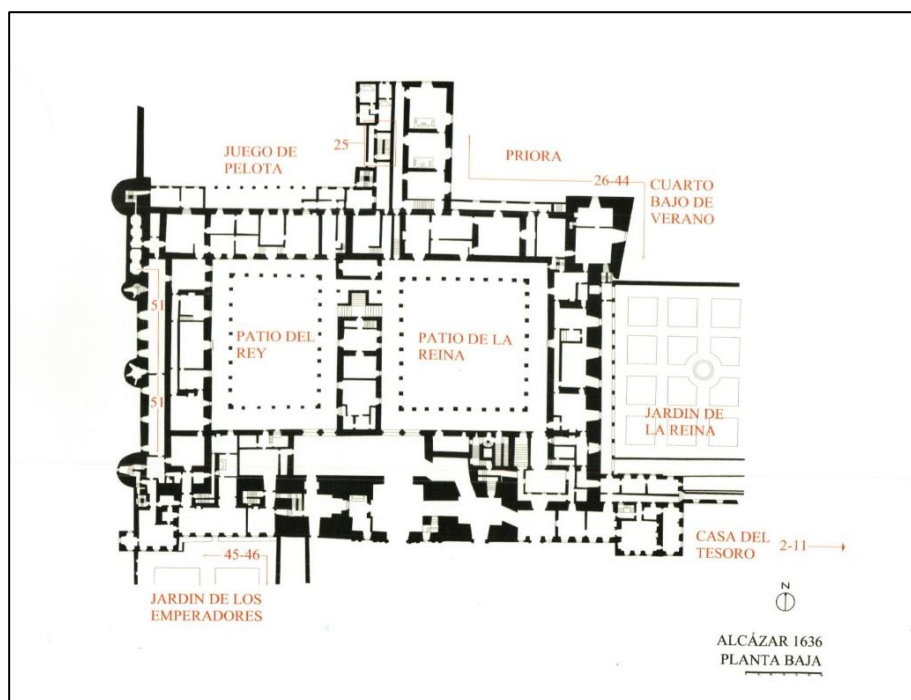 JUEGO DE
PELOTA
25
PRIORA
26-44
CUARTO
BAJO DE
VERANO
51
PATIO DEL
REY
PATIO DE LA
REINA
51
JARDIN DE
LA REINA
45-46
CASA DEL
TESORO
2-11
JARDIN DE LOS
EMPERADORES
N
ALCÁZAR 1636
PLANTA BAJA